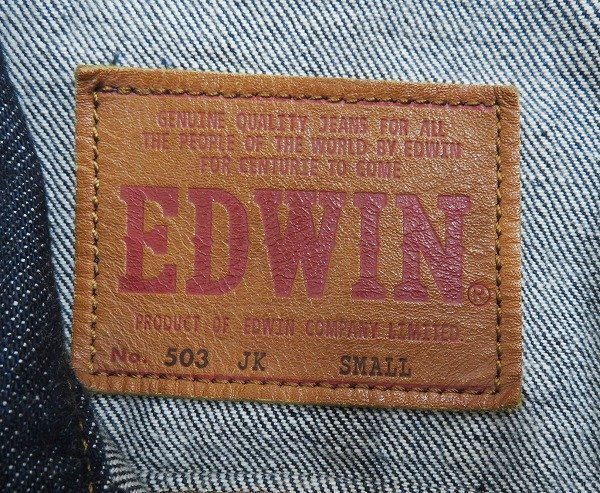 GENUINE QUALITY JEANS FOR ALL
THE PEOPLE OF THE WORLD BY EDWIN
FOR CENTURIE TO COME
EDWIN®
PRODUCT OF EDWIN COMPANY LIMITED.
No. 503 JK SMALL